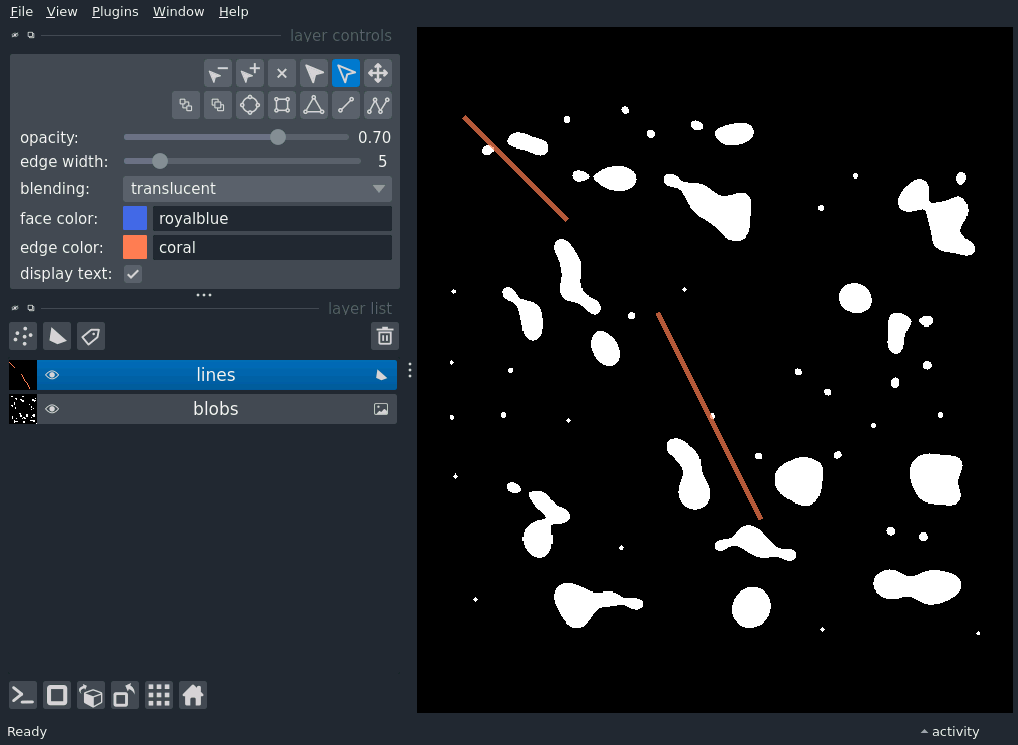 File View Plugins Window Help
layer controls
opacity: 0.70
edge width: 5
blending: translucent
face color: royalblue
edge color: coral
display text:
layer list
lines
blobs
Ready activity